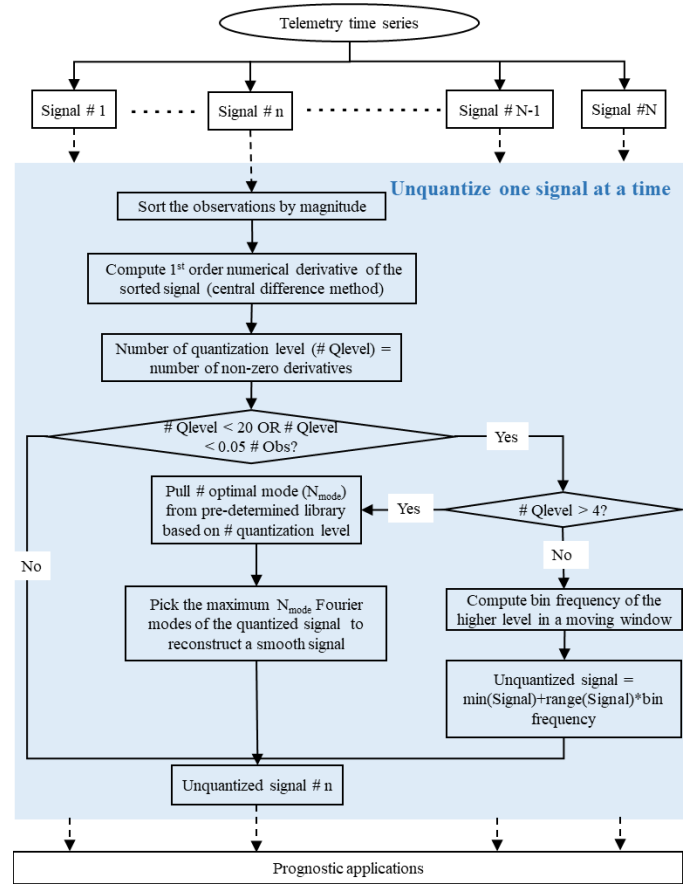 Telemetry time series
Signal # 1
Signal # n
Signal # N-1
Signal #N
Unquantize one signal at a time
Sort the observations by magnitude
Compute 1st order numerical derivative of the
sorted signal (central difference method)
Number of quantization level (# Qlevel) =
number of non-zero derivatives
# Qlevel < 20 OR # Qlevel
< 0.05 # Obs?
Yes
Pull # optimal mode (Nmode)
from pre-determined library
based on # quantization level
Yes
# Qlevel > 4?
No
No
Pick the maximum Nmode Fourier
modes of the quantized signal to
reconstruct a smooth signal
Compute bin frequency of the
higher level in a moving window
Unquantized signal =
min(Signal)+range(Signal)*bin
frequency
Unquantized signal # n
Prognostic applications